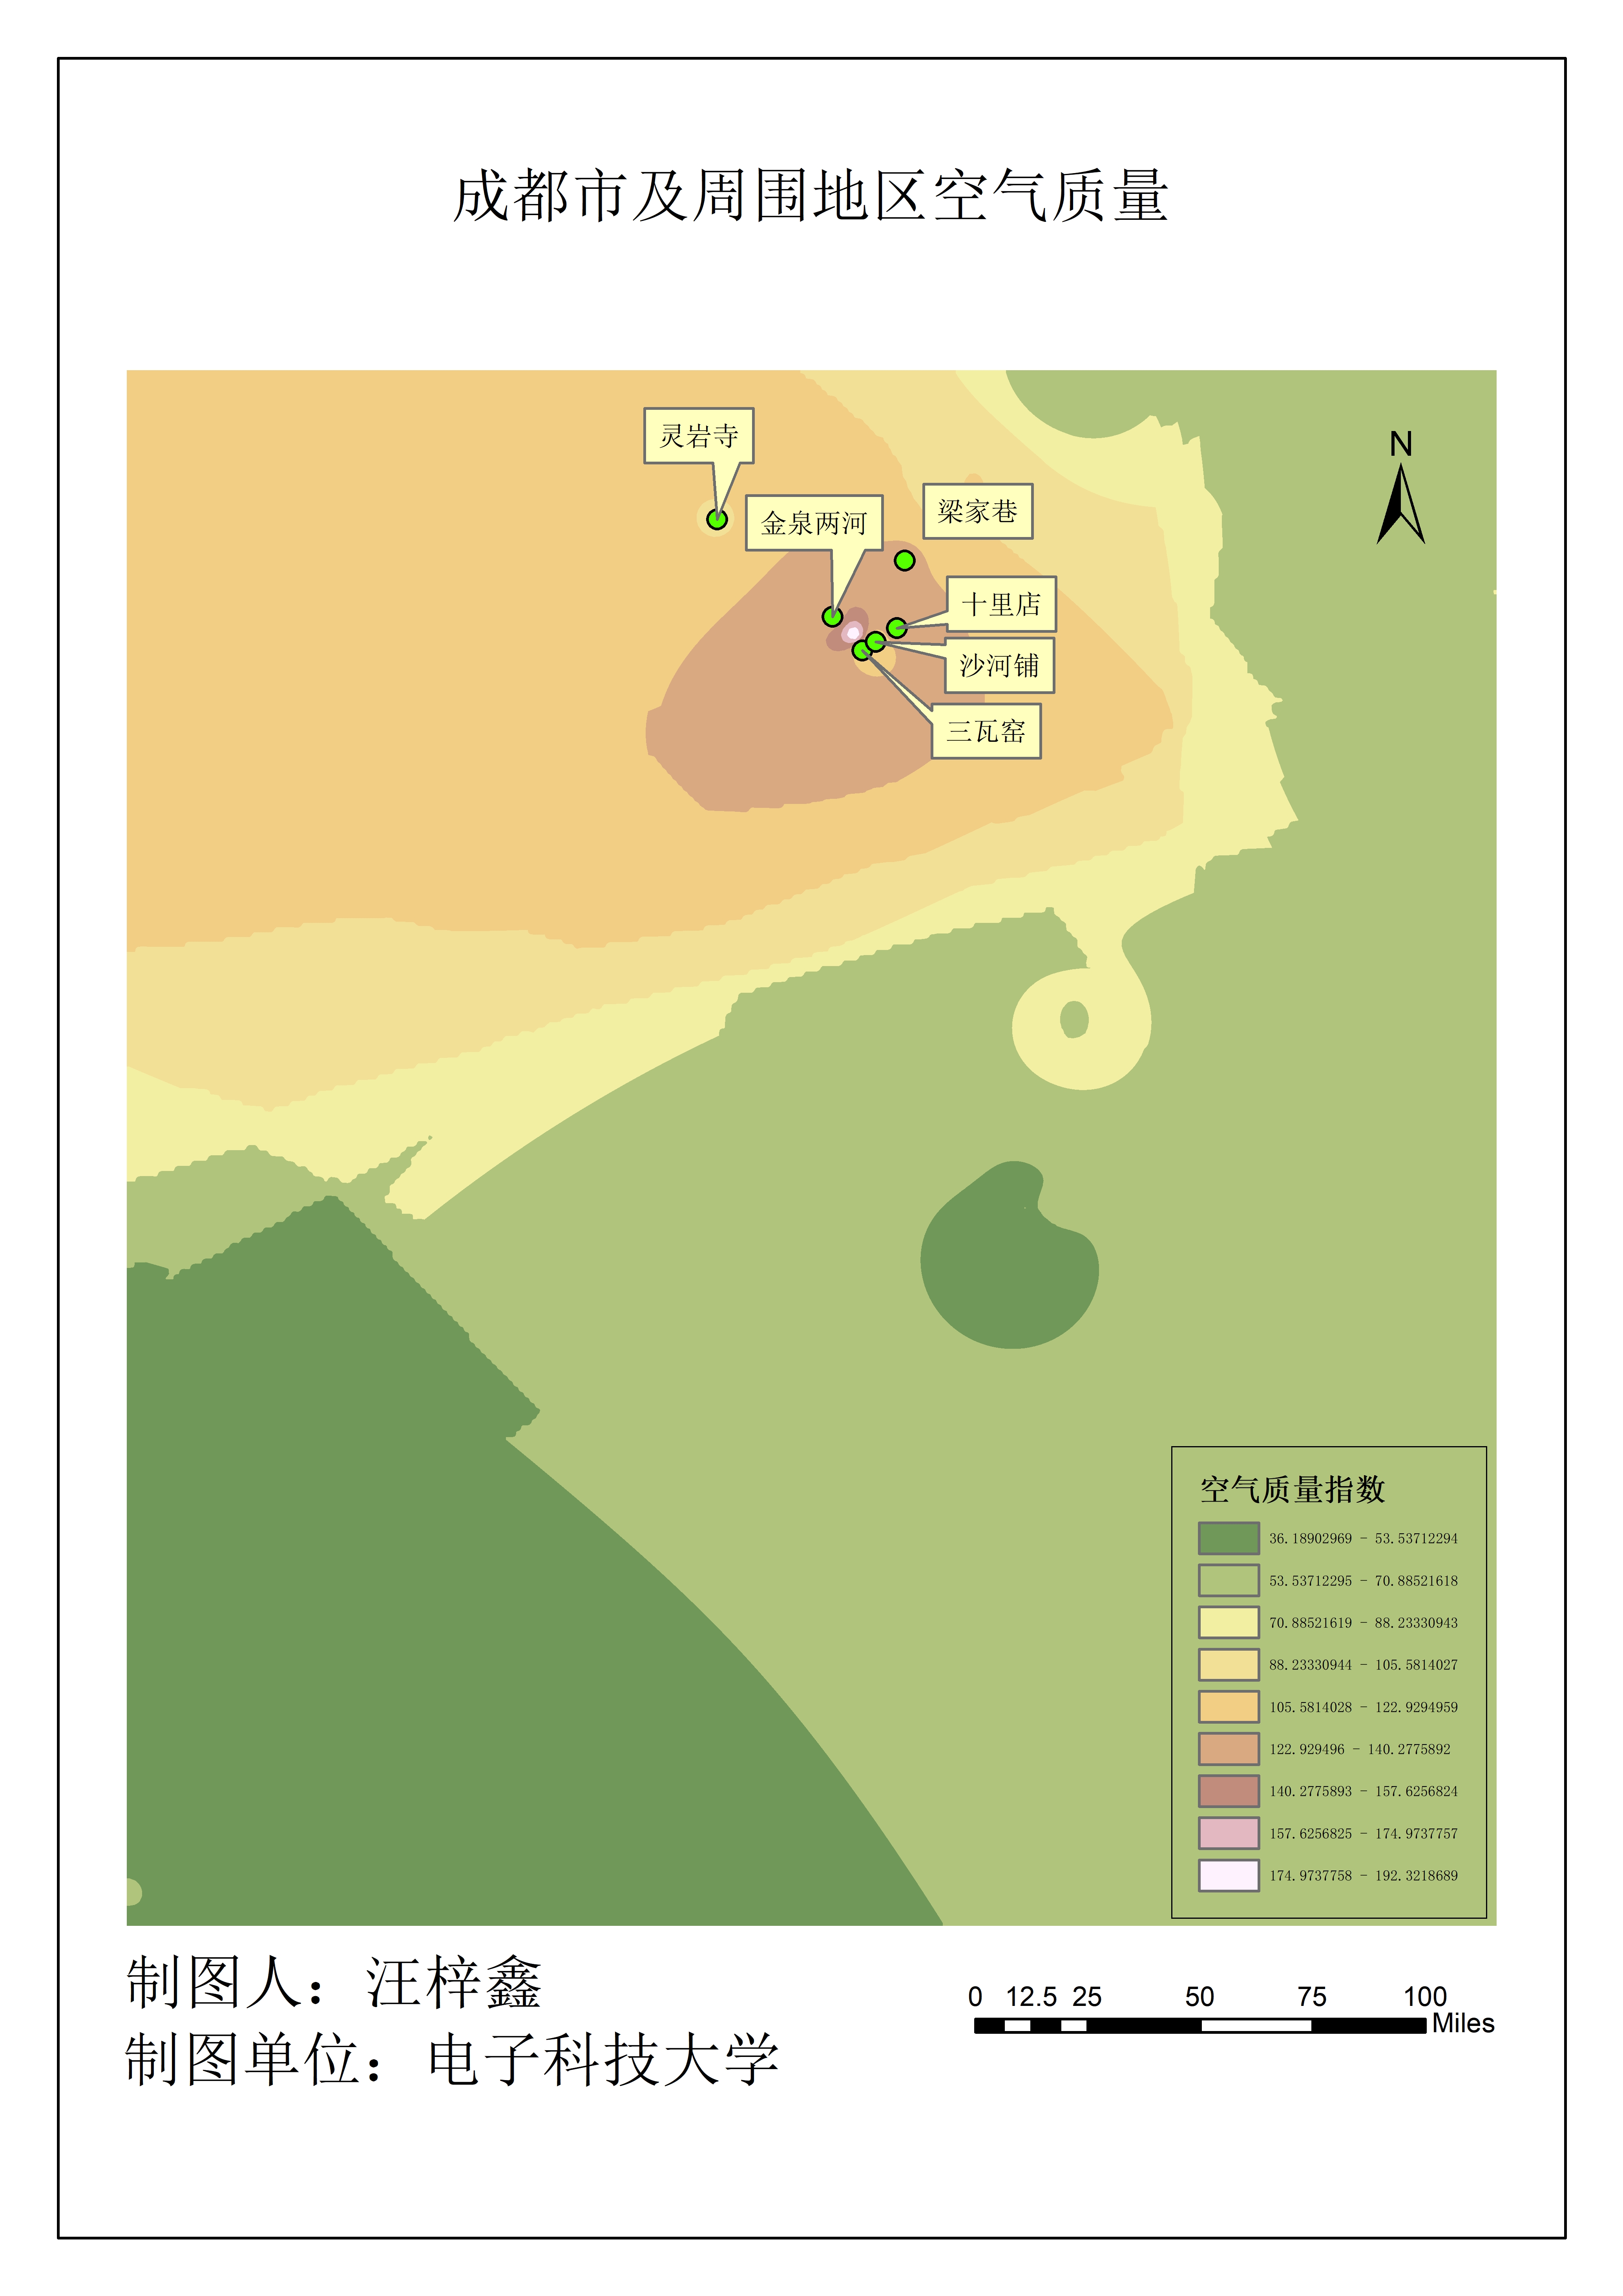 成都市及周围地区空气质量
灵岩寺
金泉两河
梁家巷
N
十里店
沙河铺
三瓦窑
空气质量指数
36.18902969 - 53.53712294
53.53712295 - 70.88521618
70.88521619 - 88.23330943
88.23330944 - 105.5814027
105.5814028 - 122.9294959
122.929496 - 140.2775892
140.2775893 - 157.6256824
157.6256825 - 174.9737757
174.9737758 - 192.3218689
制图人：汪梓鑫
制图单位：电子科技大学
0 12.5 25 50 75 100
Miles